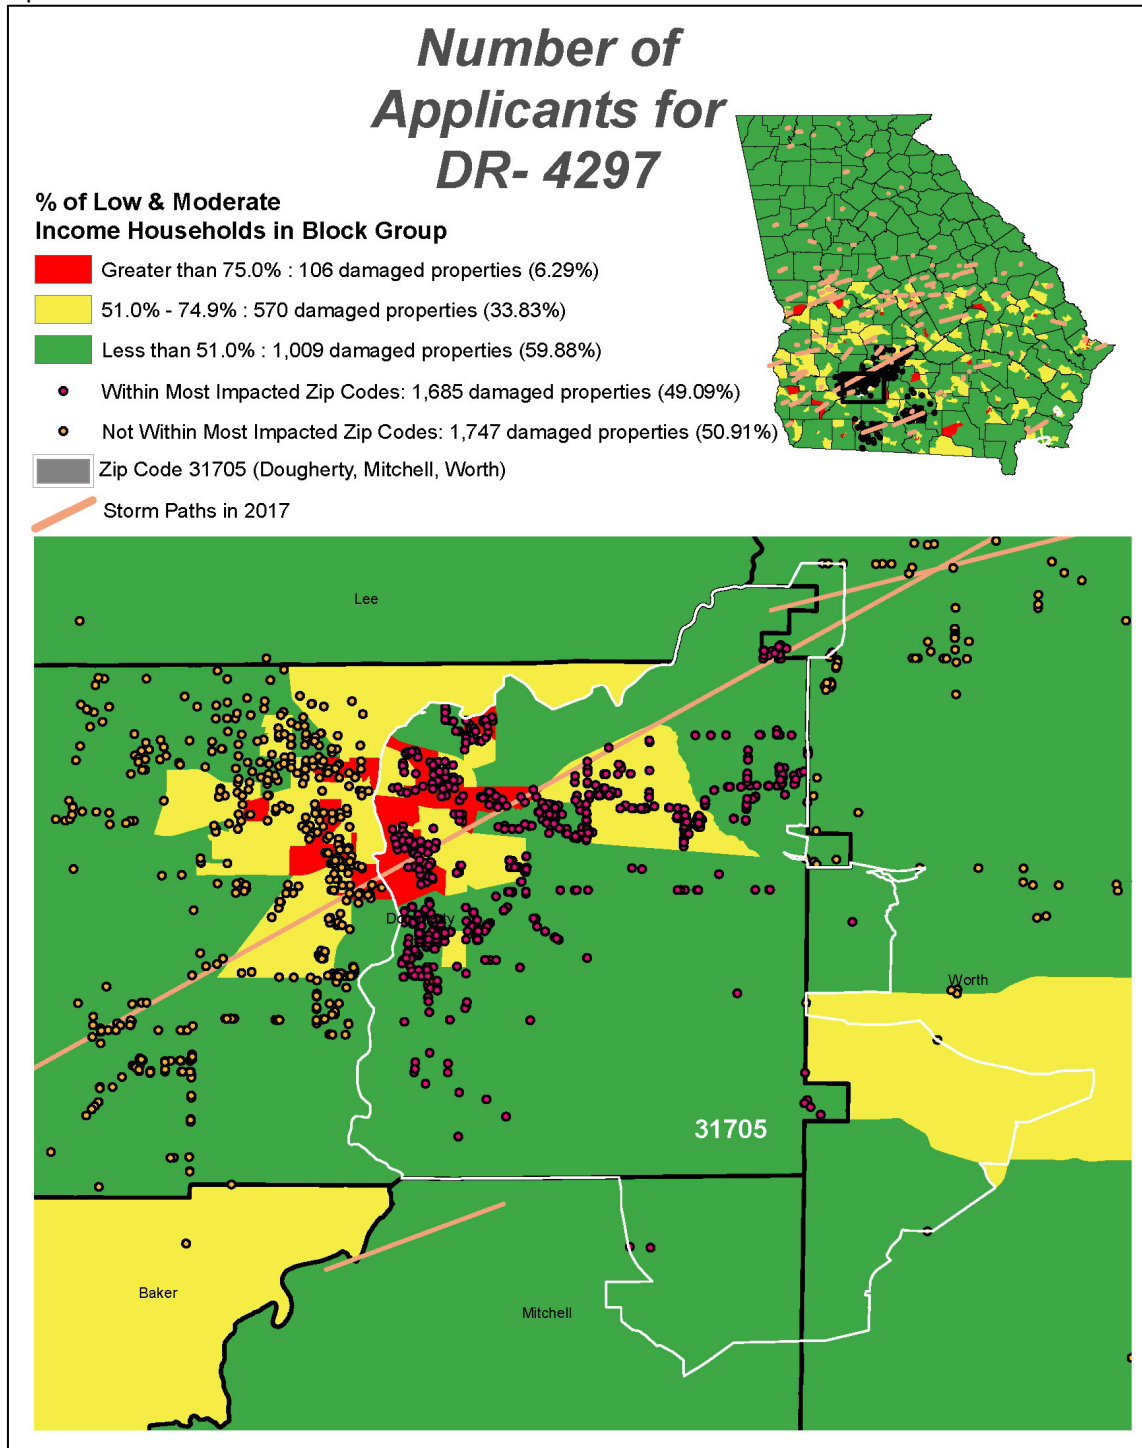 Number of
Applicants for
DR- 4297
% of Low & Moderate
Income Households in Block Group
Greater than 75.0% : 106 damaged properties (6.29%)
51.0% - 74.9% : 570 damaged properties (33.83%)
Less than 51.0% : 1,009 damaged properties (59.88%)
Within Most Impacted Zip Codes: 1,685 damaged properties (49.09%)
Not Within Most Impacted Zip Codes: 1,747 damaged properties (50.91%)
Zip Code 31705 (Dougherty, Mitchell, Worth)
Storm Paths in 2017
Lee
Dougherty
Worth
31705
Baker
Mitchell